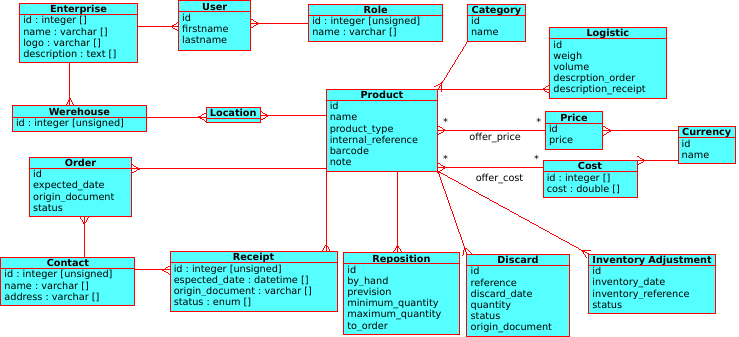 Enterprise
id : integer []
name : varchar []
logo : varchar []
description : text []
User
id
firstname
lastname
Role
id : integer [unsigned]
name : varchar []
Category
id
name
Logistic
id
weigh
volume
descrption_order
description_receipt
Werehouse
id : integer [unsigned]
Location
Product
id
name
product_type
internal_reference
barcode
note
*
*
offer_price
Price
id
price
Currency
id
name
*
*
offer_cost
Cost
id : integer []
cost : double []
Order
id
expected_date
origin_document
status
Contact
id : integer [unsigned]
name : varchar []
address : varchar []
Receipt
id : integer [unsigned]
espected_date : datetime []
origin_document : varchar []
status : enum []
Reposition
id
by_hand
prevision
minimum_quantity
maximum_quantity
to_order
Discard
id
reference
discard_date
quantity
status
origin_document
Inventory Adjustment
id
inventory_date
inventory_reference
status